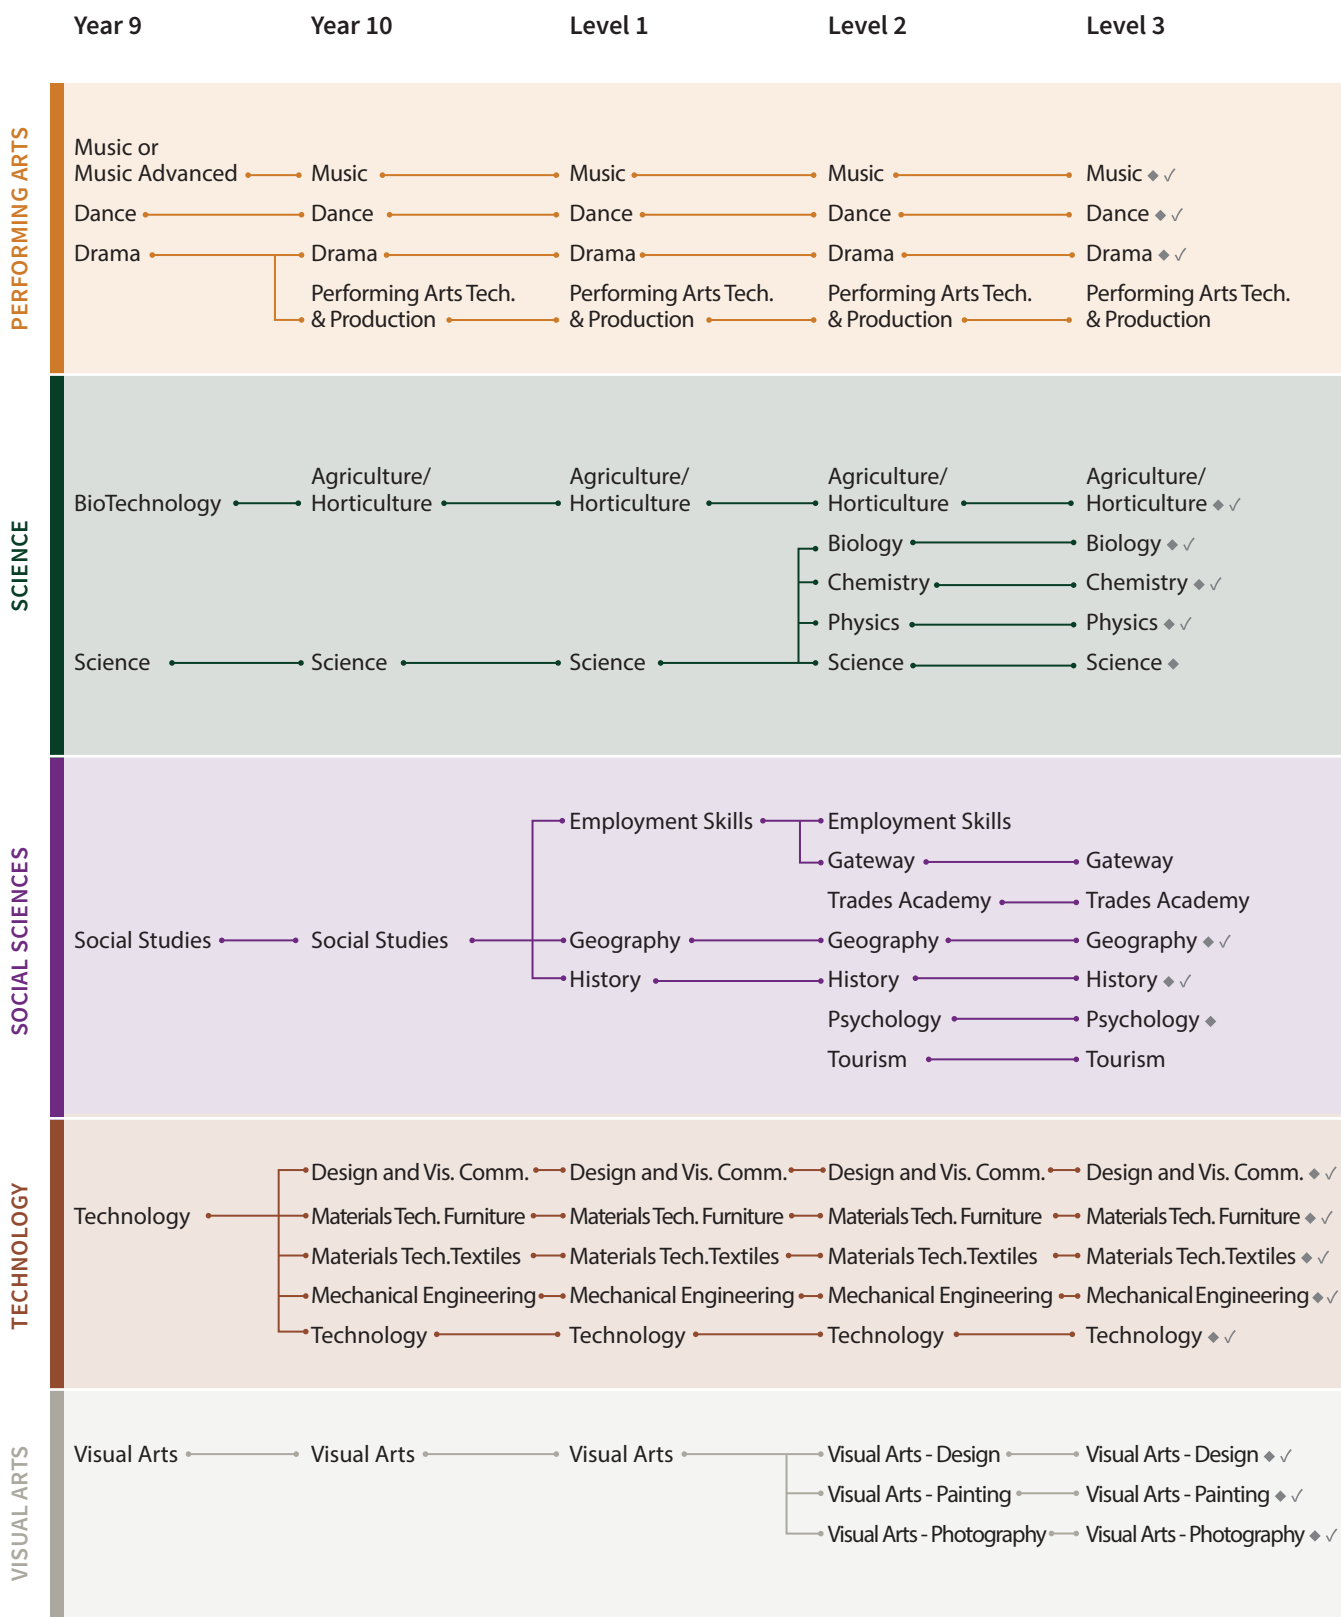 Year 9 Year 10 Level 1 Level 2 Level 3
PERFORMING ARTS
Music or
Music Advanced Music Music Music Music ◆ ✓
Dance Dance Dance Dance Dance ◆ ✓
Drama Drama Drama Drama Drama ◆ ✓
Performing Arts Tech. Performing Arts Tech. Performing Arts Tech. Performing Arts Tech.
& Production & Production & Production & Production
SCIENCE
Agriculture/ Agriculture/ Agriculture/ Agriculture/
BioTechnology Horticulture Horticulture Horticulture Horticulture ◆ ✓
Biology Biology ◆ ✓
Chemistry Chemistry ◆ ✓
Physics Physics ◆ ✓
Science Science Science Science Science ◆
SOCIAL SCIENCES
Employment Skills Employment Skills
Gateway Gateway
Trades Academy Trades Academy
Social Studies Social Studies Geography Geography Geography ◆ ✓
History History History ◆ ✓
Psychology Psychology ◆
Tourism Tourism
TECHNOLOGY
Design and Vis. Comm. Design and Vis. Comm. Design and Vis. Comm. Design and Vis. Comm. ◆ ✓
Technology Materials Tech. Furniture Materials Tech. Furniture Materials Tech. Furniture Materials Tech. Furniture ◆ ✓
Materials Tech.Textiles Materials Tech.Textiles Materials Tech.Textiles Materials Tech.Textiles ◆ ✓
Mechanical Engineering Mechanical Engineering Mechanical Engineering Mechanical Engineering ◆ ✓
Technology Technology Technology Technology ◆ ✓
VISUAL ARTS
Visual Arts Visual Arts Visual Arts Visual Arts - Design Visual Arts - Design ◆ ✓
Visual Arts - Painting Visual Arts - Painting ◆ ✓
Visual Arts - Photography Visual Arts - Photography ◆ ✓